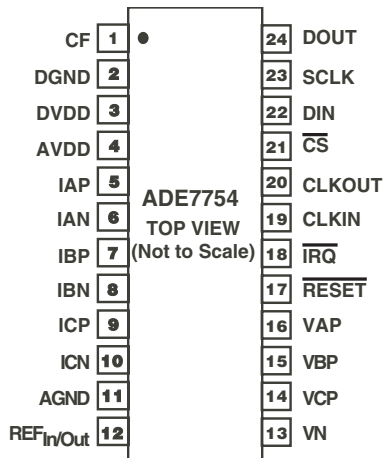 CF 1 24 DOUT
DGND 2 23 SCLK
DVDD 3 22 DIN
AVDD 4 21 CS
IAP 5 20 CLKOUT
ADE7754
IAN 6 19 CLKIN
TOP VIEW
IBP 7 (Not to Scale) 18 IRQ
IBN 8 17 RESET
ICP 9 16 VAP
ICN 10 15 VBP
AGND 11 14 VCP
REFIn/Out 12 13 VN